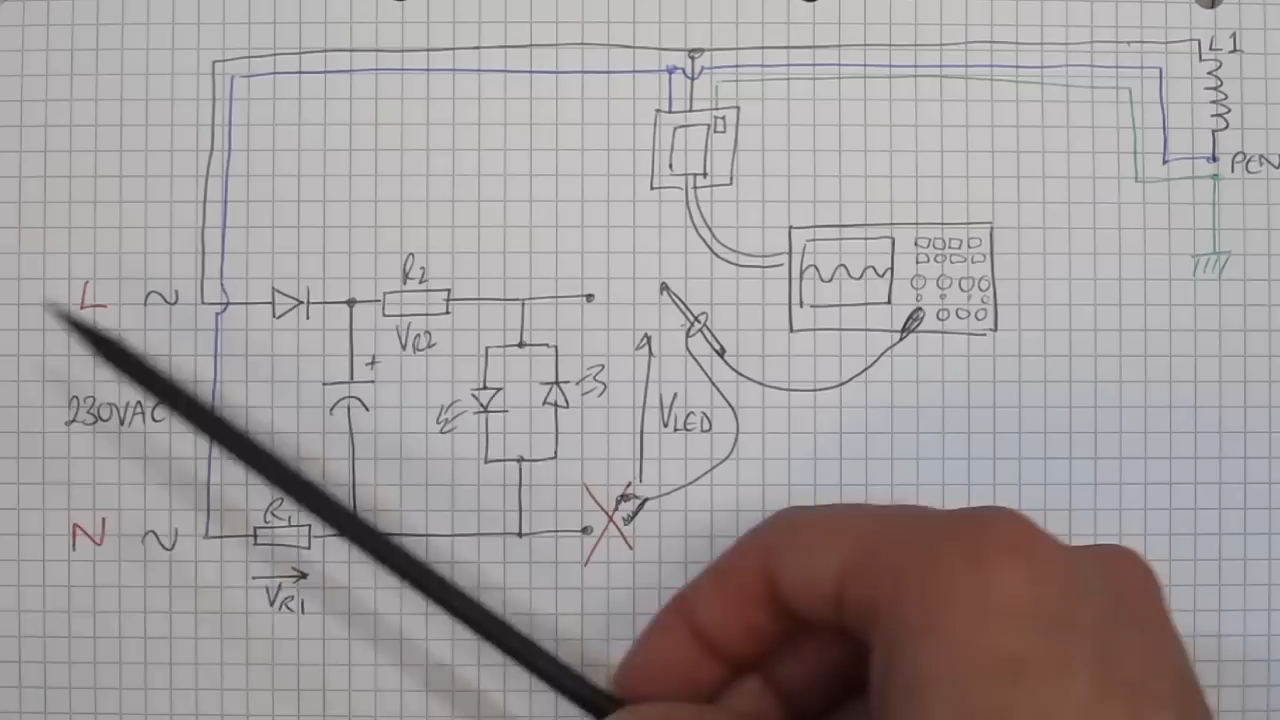 L1
PEN
R2
L ~
VR2
+
230VAC
VLED
R1
N ~
VR1